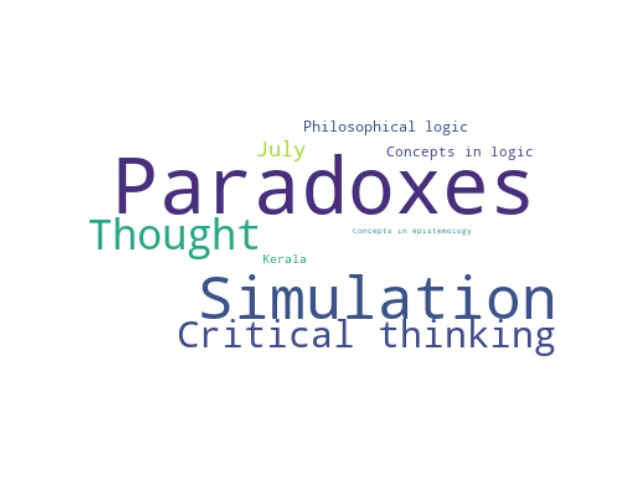 Philosophical logic
July
Concepts in logic
Paradoxes
Thought
Concepts in epistemology
Kerala
Simulation
Critical thinking